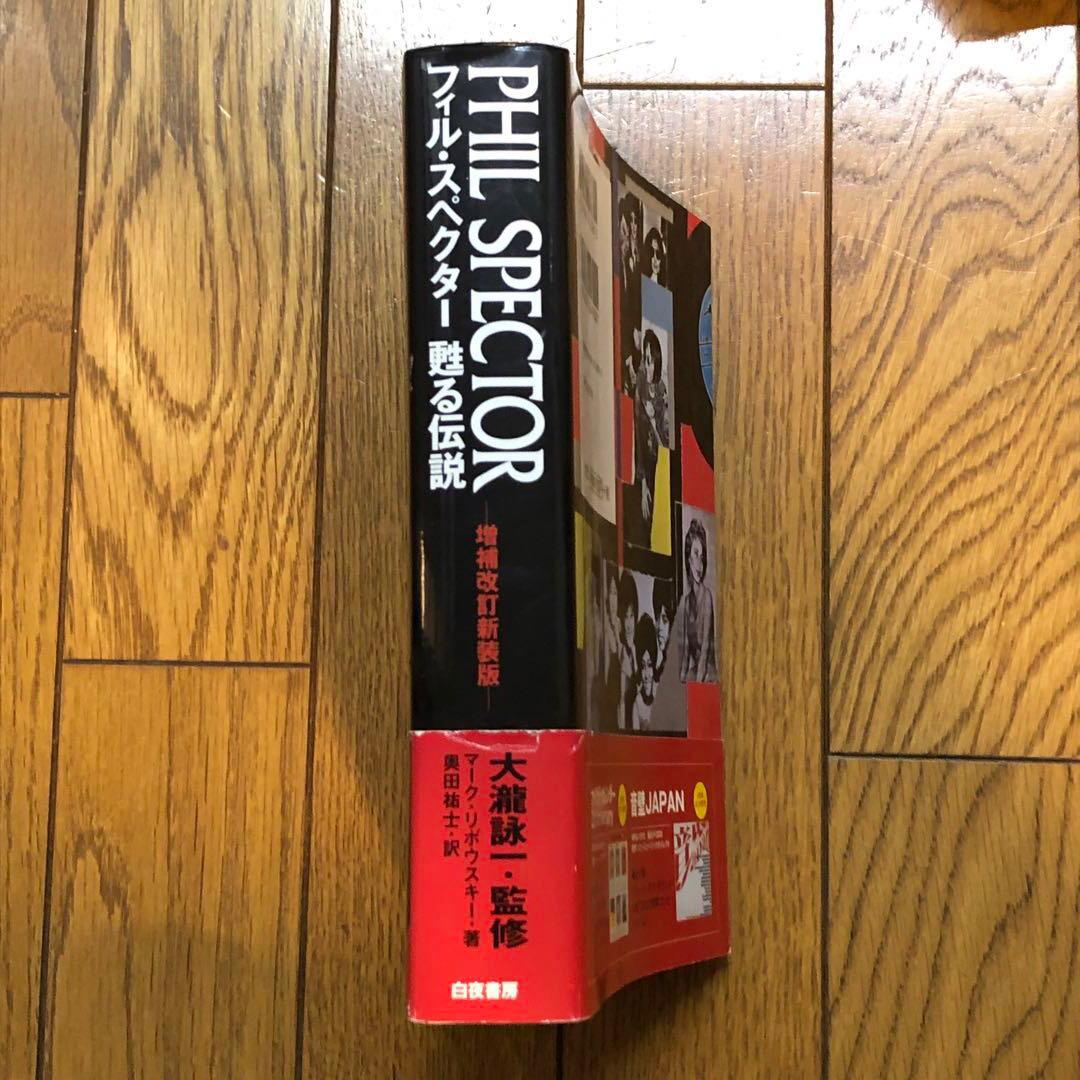 PHIL SPECTOR
フィル・スペクター 甦る伝説
増補改訂新装版
大瀧詠一・監修
マーク・リボウスキー・著
奥田祐士・訳
白夜書房
音壁JAPAN